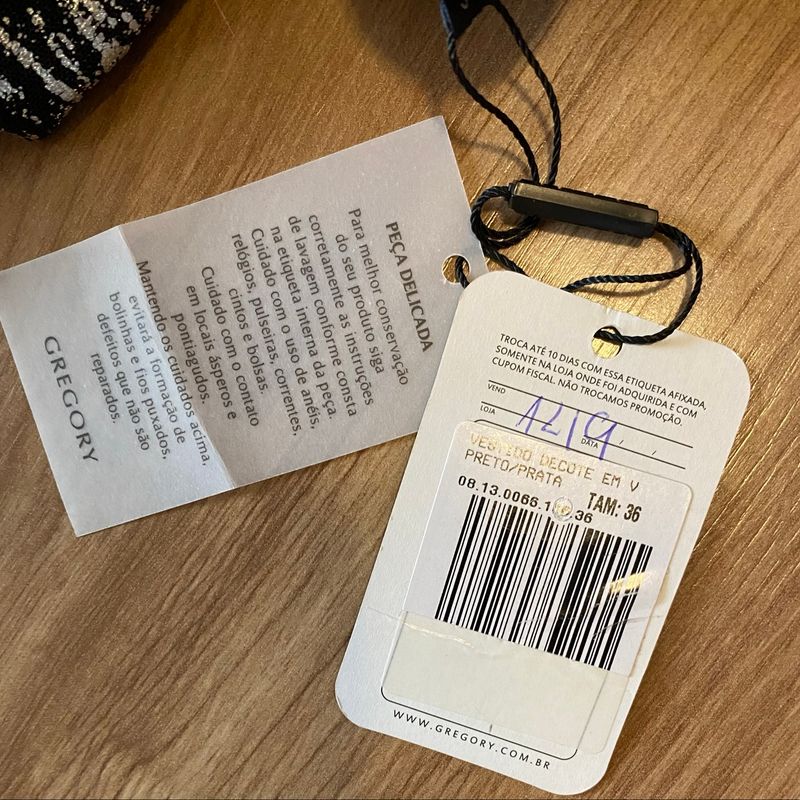 PEÇA DELICADA
Para melhor conservação
do seu produto siga
corretamente as instruções
de lavagem conforme consta
na etiqueta interna da peça.
Cuidado com o uso de anéis,
relógios, pulseiras, correntes,
cintos e bolsas.
Cuidado com o contato
em locais ásperos e
pontiagudos.
Mantendo os cuidados acima,
evitará a formação de
bolinhas e fios puxados,
defeitos que não são
reparados.
GREGORY
TROCA ATÉ 10 DIAS COM ESSA ETIQUETA AFIXADA,
SOMENTE NA LOJA ONDE FOI ADQUIRIDA E COM
CUPOM FISCAL. NÃO TROCAMOS PROMOÇÃO.
VEND
LOJA DATA / /
VESTIDO DECOTE EM V
PRETO/PRATA TAM: 36
08.13.0066. .36
WWW.GREGORY.COM.BR